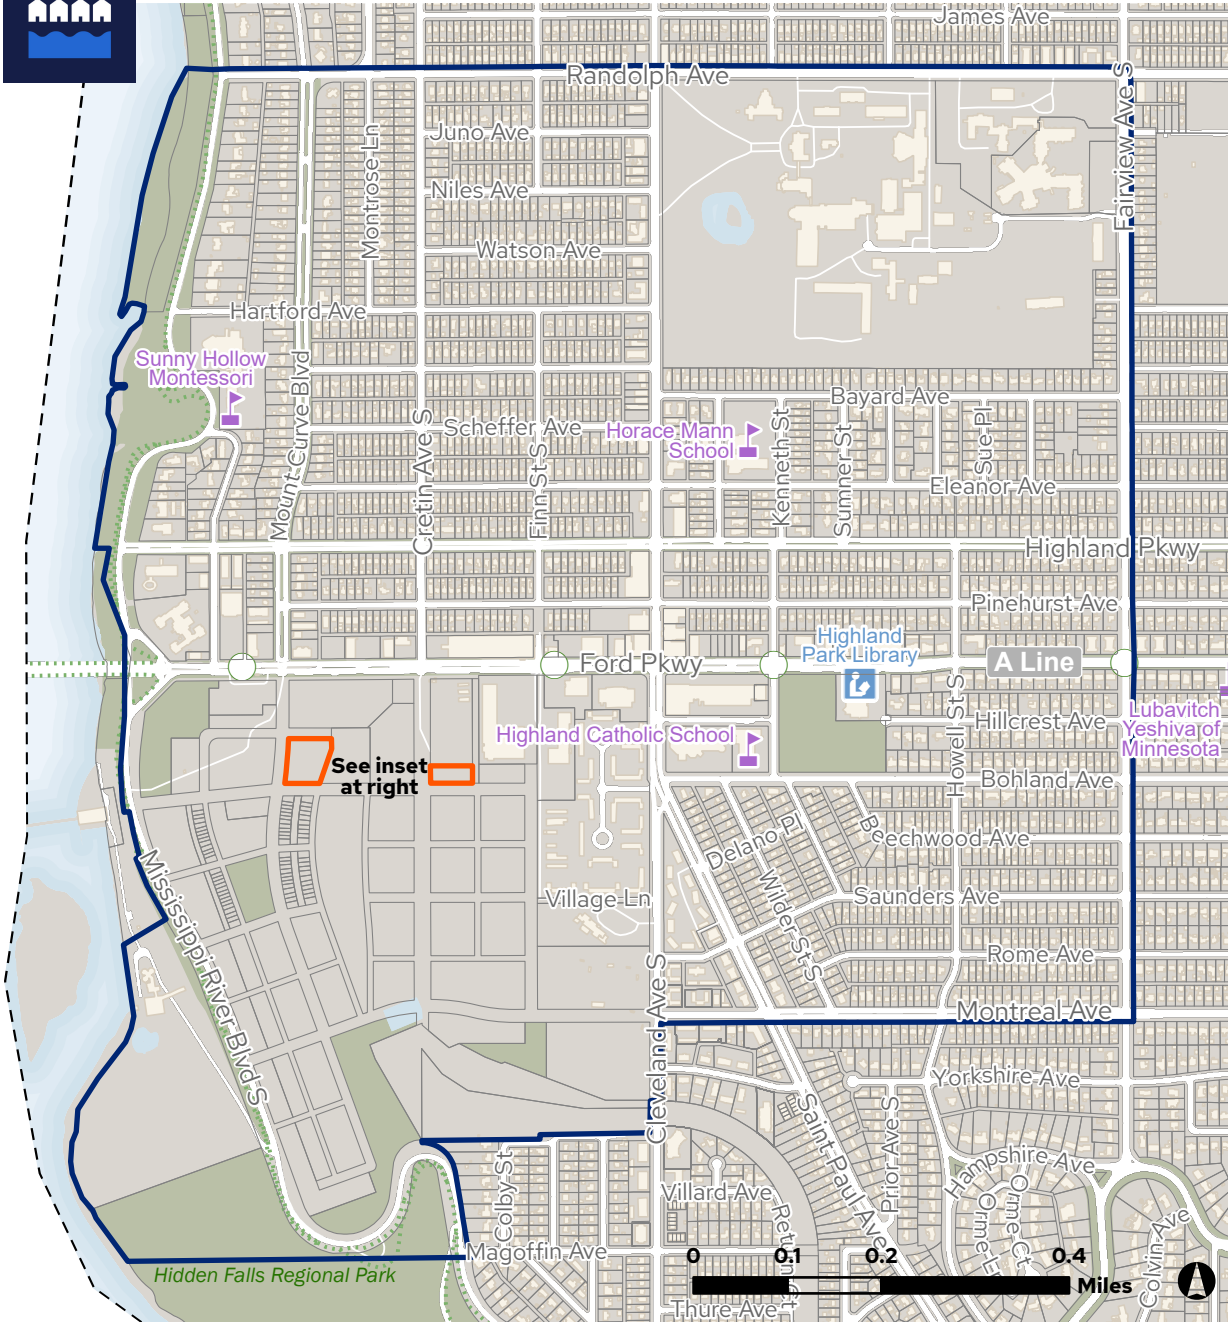 James Ave
Randolph Ave
Fairview Ave S
Juno Ave
Montrose Ln
Niles Ave
Watson Ave
Hartford Ave
Sunny Hollow
Montessori
Mount Curve Blvd
Bayard Ave
Cretin Ave S
Scheffer Ave
Finn St S
Horace Mann
School
Kenneth St
Sumner St
Sue Pl
Eleanor Ave
Highland Pkwy
Pinehurst Ave
Highland
Park Library
Ford Pkwy
A Line
Howell St S
Hillcrest Ave
Lubavitch
Yeshiva of
Minnesota
Highland Catholic School
See inset
at right
Bohland Ave
Delano Pl
Beechwood Ave
Mississippi River Blvd S
Village Ln
Wilder St S
Saunders Ave
Rome Ave
Cleveland Ave S
Montreal Ave
Yorkshire Ave
Saint Paul Ave
Prior Ave S
Hampshire Ave
Orme Ct
Orme Ln
Colby St
Villard Ave
Colvin Ave
Magoffin Ave
Hidden Falls Regional Park
0
0.1
0.2
0.4
Miles
Thure Ave